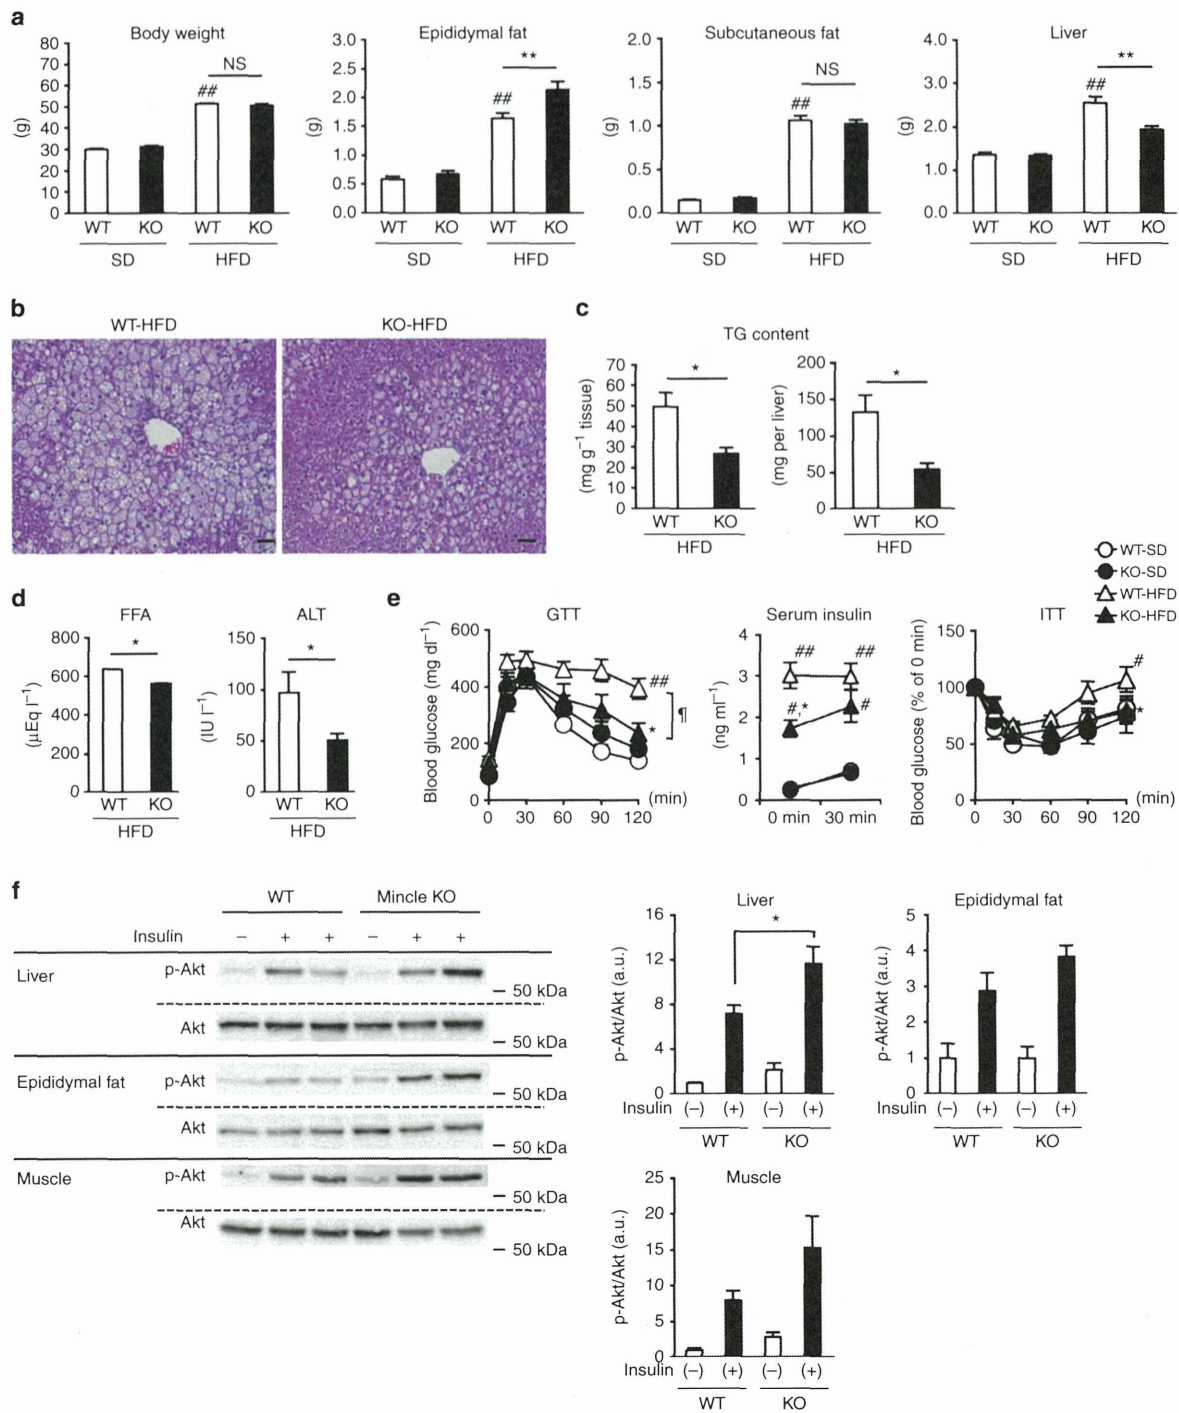 a
Body weight
80
70
60
50
40
30
20
10
0
(g)
##
NS
WT KO WT KO
SD HFD
Epididymal fat
3.0
2.5
2.0
1.5
1.0
0.5
0.0
(g)
##
**
WT KO WT KO
SD HFD
Subcutaneous fat
2.0
1.5
1.0
0.5
0.0
(g)
##
NS
WT KO WT KO
SD HFD
Liver
4.0
3.0
2.0
1.0
0.0
(g)
##
**
WT KO WT KO
SD HFD
b
WT-HFD KO-HFD
c
TG content
70
60
50
40
30
20
10
0
(mg g⁻¹ tissue)
*
WT KO
HFD
200
150
100
50
0
(mg per liver)
*
WT KO
HFD
d
FFA
800
600
400
200
0
(µEq l⁻¹)
*
WT KO
HFD
ALT
150
100
50
0
(IU l⁻¹)
*
WT KO
HFD
e
WT-SD
KO-SD
WT-HFD
KO-HFD
GTT
600
400
200
0
Blood glucose (mg dl⁻¹)
##
*
¶
0 30 60 90 120
(min)
Serum insulin
4
3
2
1
0
(ng ml⁻¹)
## ##
#,* #
0 min 30 min
ITT
150
100
50
0
Blood glucose (% of 0 min)
#
*
0 30 60 90 120
(min)
f
WT Mincle KO
Insulin − + + − + +
Liver p-Akt
50 kDa
Akt
50 kDa
Epididymal fat p-Akt
50 kDa
Akt
50 kDa
Muscle p-Akt
50 kDa
Akt
50 kDa
Liver
16
12
8
4
0
p-Akt/Akt (a.u.)
*
Insulin (−) (+) (−) (+)
WT KO
Epididymal fat
5
4
3
2
1
0
p-Akt/Akt (a.u.)
Insulin (−) (+) (−) (+)
WT KO
Muscle
25
20
15
10
5
0
p-Akt/Akt (a.u.)
Insulin (−) (+) (−) (+)
WT KO